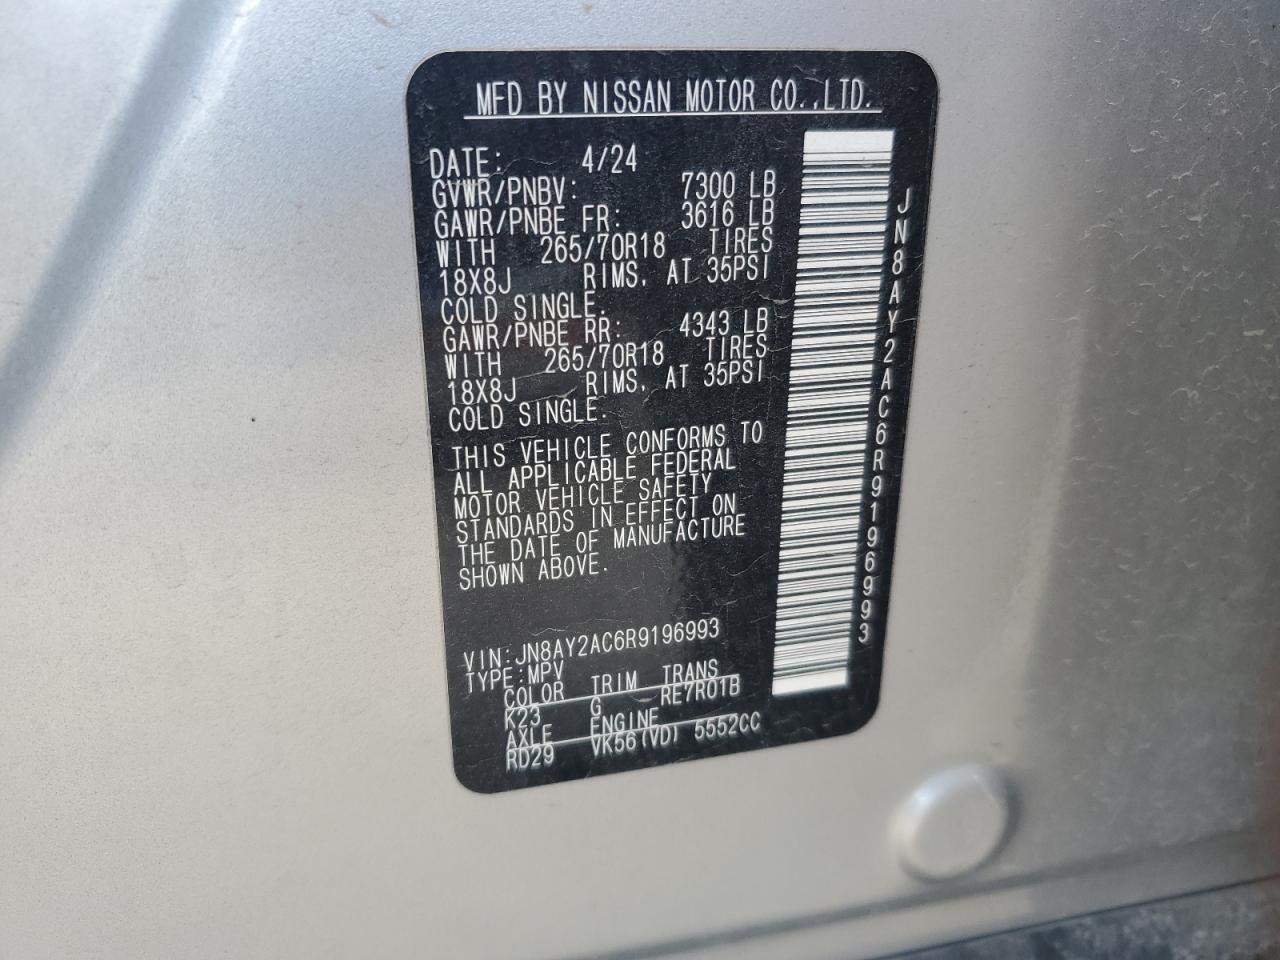 MFD BY NISSAN MOTOR CO.,LTD.
DATE: 4/24
GVWR/PNBV: 7300 LB
GAWR/PNBE FR: 3616 LB
WITH 265/70R18 TIRES
18X8J RIMS, AT 35PSI
COLD SINGLE.
GAWR/PNBE RR: 4343 LB
WITH 265/70R18 TIRES
18X8J RIMS, AT 35PSI
COLD SINGLE.
THIS VEHICLE CONFORMS TO
ALL APPLICABLE FEDERAL
MOTOR VEHICLE SAFETY
STANDARDS IN EFFECT ON
THE DATE OF MANUFACTURE
SHOWN ABOVE.
VIN:JN8AY2AC6R9196993
TYPE:MPV
COLOR TRIM TRANS
K23 G RE7R01B
AXLE ENGINE
RD29 VK56(VD) 5552CC
JN8AY2AC6R9196993